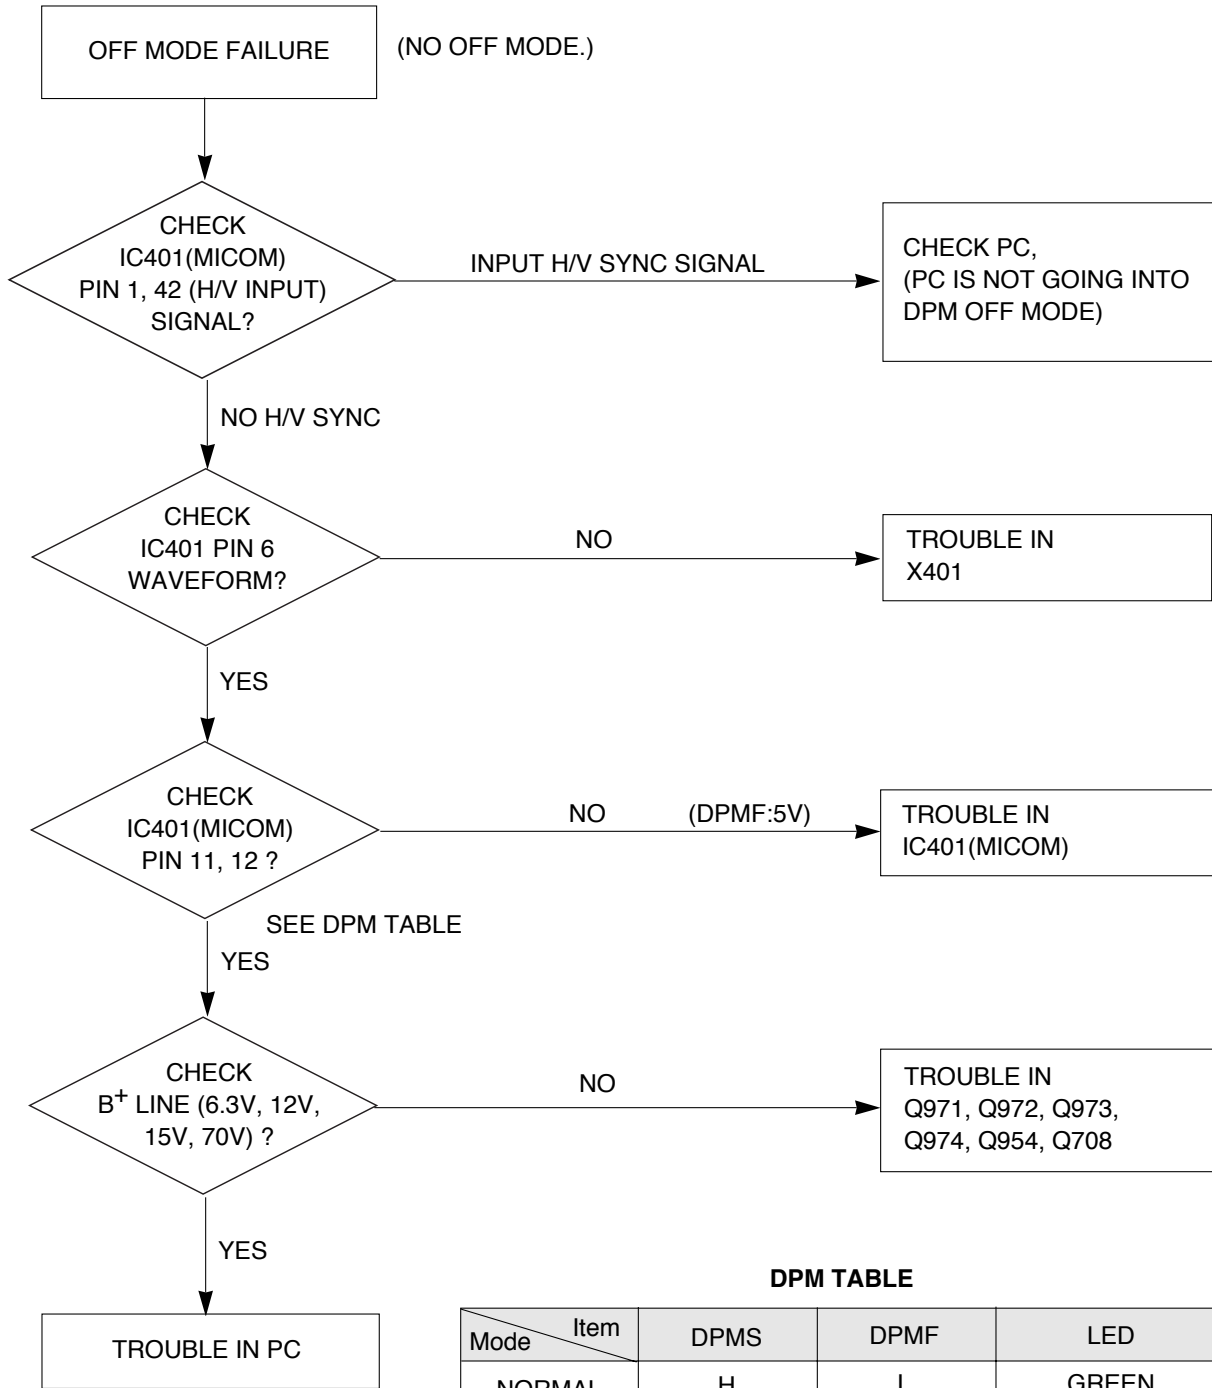 OFF MODE FAILURE
(NO OFF MODE.)
CHECK
IC401(MICOM)
PIN 1, 42 (H/V INPUT)
SIGNAL?
INPUT H/V SYNC SIGNAL
CHECK PC,
(PC IS NOT GOING INTO
DPM OFF MODE)
NO H/V SYNC
CHECK
IC401 PIN 6
WAVEFORM?
NO
TROUBLE IN
X401
YES
CHECK
IC401(MICOM)
PIN 11, 12 ?
NO (DPMF:5V)
TROUBLE IN
IC401(MICOM)
SEE DPM TABLE
YES
CHECK
B+ LINE (6.3V, 12V,
15V, 70V) ?
NO
TROUBLE IN
Q971, Q972, Q973,
Q974, Q954, Q708
YES
TROUBLE IN PC
DPM TABLE
Mode Item DPMS DPMF LED
NORMAL H L GREEN